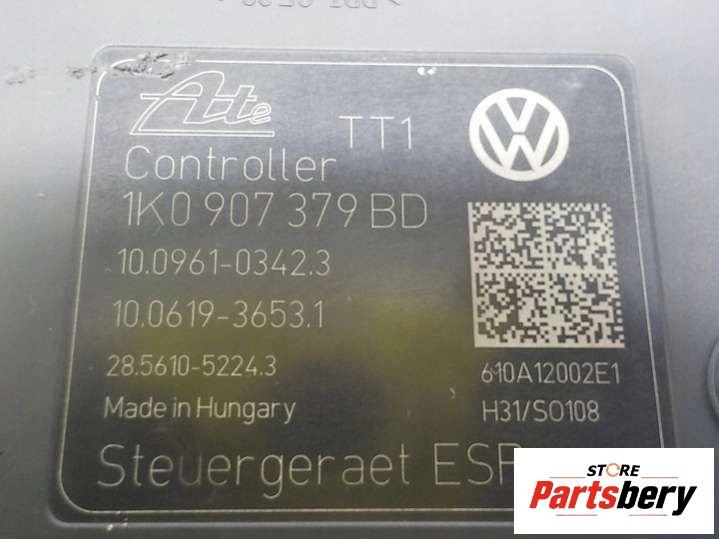 Ate
TT1
Controller
1K0 907 379 BD
10.0961-0342.3
10.0619-3653.1
28.5610-5224.3
610A12002E1
Made in Hungary
H31/SO108
Steuergeraet ESP
STORE
Partsbery